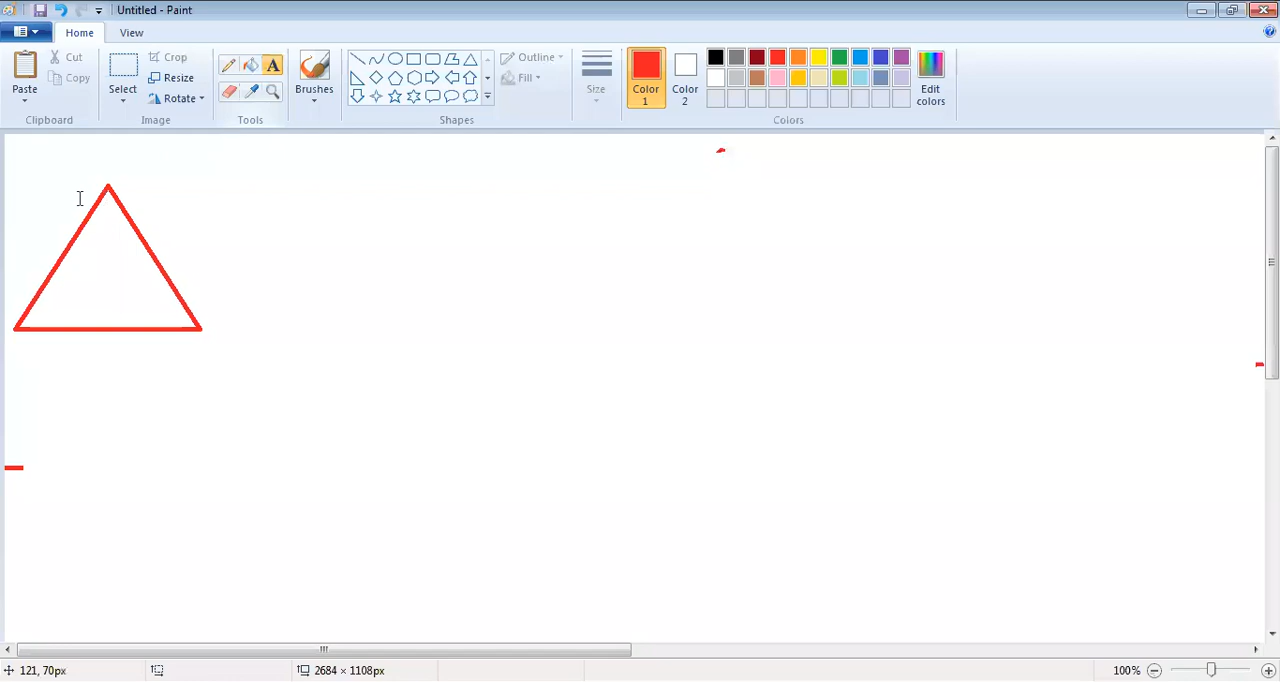 Untitled - Paint
Home
View
Paste
Cut
Copy
Clipboard
Select
Crop
Resize
Rotate
Image
A
Tools
Brushes
Outline
Fill
Shapes
Size
Color
1
Color
2
Edit
colors
Colors
121, 70px
2684 × 1108px
100%